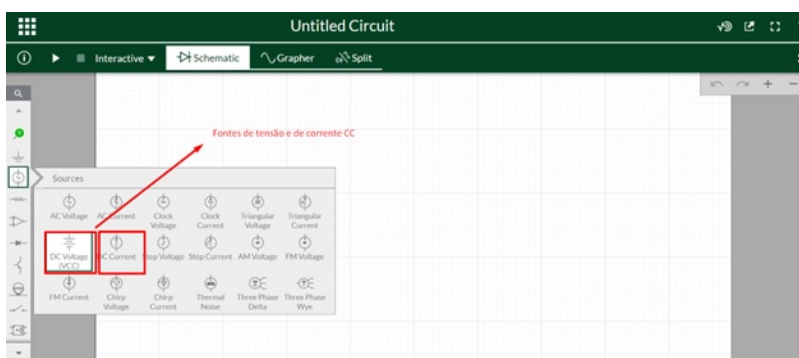 Untitled Circuit
Interactive
Schematic
Grapher
Split
Fontes de tensão e de corrente CC
Sources
AC Voltage
AC Current
Clock
Voltage
Clock
Current
Triangular
Voltage
Triangular
Current
DC Voltage
(VCC)
DC Current
Step Voltage
Step Current
AM Voltage
FM Voltage
FM Current
Chirp
Voltage
Chirp
Current
Thermal
Noise
Three Phase
Delta
Three Phase
Wye